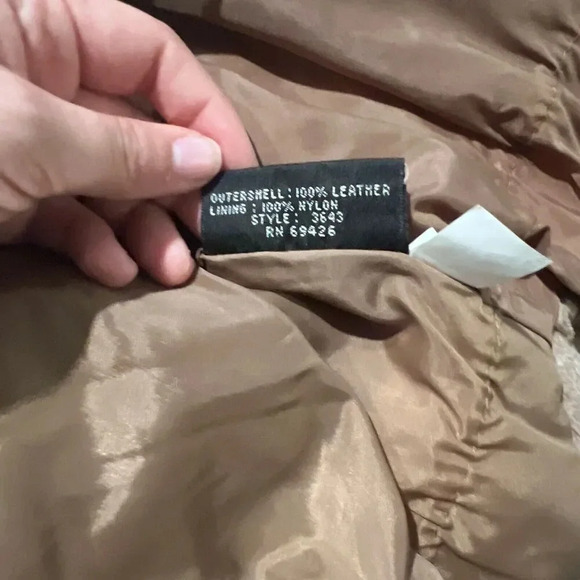 OUTERSHELL: 100% LEATHER
LINING: 100% NYLON
STYLE: 3643
RN 69426